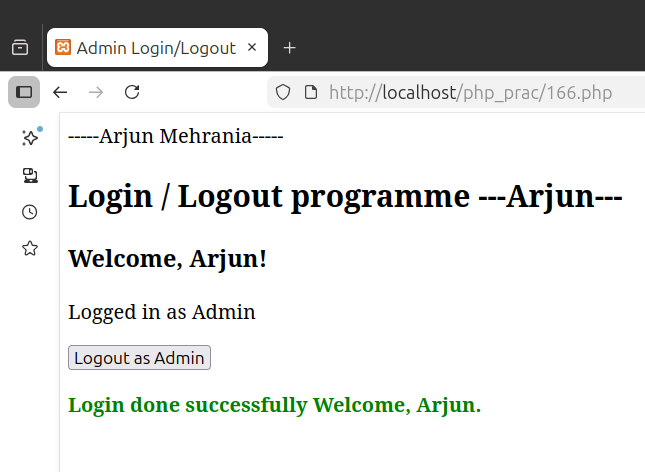 Admin Login/Logout
http://localhost/php_prac/166.php
-----Arjun Mehrania-----
Login / Logout programme ---Arjun---
Welcome, Arjun!
Logged in as Admin
Logout as Admin
Login done successfully Welcome, Arjun.